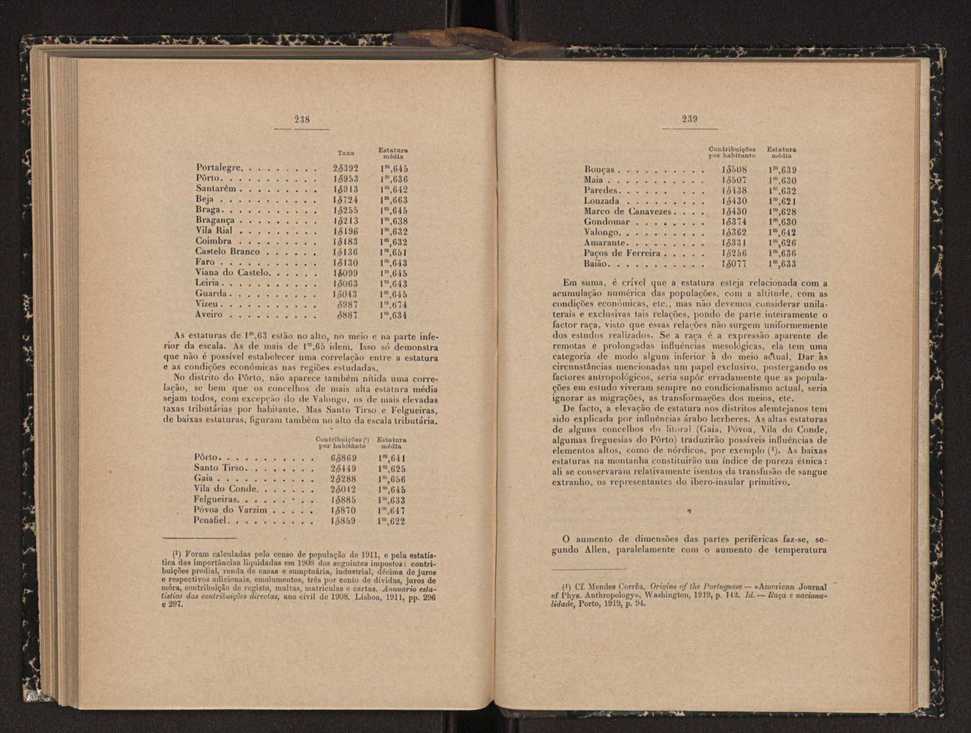 238
Taxa Estatura média
Portalegre. . . . . . . . . 2$392 1ᵐ,645
Pôrto. . . . . . . . . . . 1$953 1ᵐ,636
Santarêm . . . . . . . . . 1$913 1ᵐ,642
Beja . . . . . . . . . . . 1$724 1ᵐ,663
Braga. . . . . . . . . . . 1$255 1ᵐ,645
Bragança . . . . . . . . . 1$213 1ᵐ,638
Vila Rial . . . . . . . . . 1$196 1ᵐ,632
Coimbra . . . . . . . . . 1$183 1ᵐ,632
Castelo Branco . . . . . . 1$136 1ᵐ,651
Faro . . . . . . . . . . . 1$130 1ᵐ,643
Viana do Castelo. . . . . . 1$099 1ᵐ,645
Leiria. . . . . . . . . . . 1$063 1ᵐ,643
Guarda. . . . . . . . . . 1$043 1ᵐ,645
Vizeu. . . . . . . . . . . $987 1ᵐ,674
Aveiro . . . . . . . . . . $887 1ᵐ,634
As estaturas de 1ᵐ,63 estão no alto, no meio e na parte infe-
rior da escala. As de mais de 1ᵐ,65 idem. Isso só demonstra
que não é possível estabelecer uma correlação entre a estatura
e as condições económicas nas regiões estudadas.
No distrito do Pôrto, não aparece também nítida uma corre-
lação, se bem que os concelhos de mais alta estatura média
sejam todos, com excepção do de Valongo, os de mais elevadas
taxas tributárias por habitante. Mas Santo Tirso e Felgueiras,
de baixas estaturas, figuram também no alto da escala tributária.
Contribuições (¹) por habitante Estatura média
Pôrto. . . . . . . . . . . 6$869 1ᵐ,641
Santo Tirso. . . . . . . . 2$449 1ᵐ,625
Gaia . . . . . . . . . . . 2$288 1ᵐ,656
Vila do Conde. . . . . . . 2$012 1ᵐ,645
Felgueiras. . . . . . . . . 1$885 1ᵐ,633
Póvoa do Varzim . . . . . 1$870 1ᵐ,647
Penafiel. . . . . . . . . . 1$859 1ᵐ,622
(¹) Foram calculadas pelo censo de população de 1911, e pela estatís-
tica das importâncias liquidadas em 1908 dos seguintes impostos: contri-
buições predial, renda de casas e sumptuária, industrial, décima de juros
e respectivos adicionais, emolumentos, três por cento de dívidas, juros de
móra, contribuição de registo, multas, matrículas e cartas. Annuario esta-
tístico das contribuições directas, ano civil de 1908. Lisboa, 1911, pp. 296
e 297.
239
Contribuições por habitante Estatura média
Bouças . . . . . . . . . . 1$508 1ᵐ,639
Maia . . . . . . . . . . . 1$507 1ᵐ,630
Paredes. . . . . . . . . . 1$438 1ᵐ,632
Louzada . . . . . . . . . 1$430 1ᵐ,621
Marco de Canavezes . . . . 1$430 1ᵐ,628
Gondomar . . . . . . . . 1$374 1ᵐ,630
Valongo. . . . . . . . . . 1$362 1ᵐ,642
Amarante. . . . . . . . . 1$331 1ᵐ,626
Paços de Ferreira . . . . . 1$256 1ᵐ,636
Baião. . . . . . . . . . . 1$077 1ᵐ,633
Em suma, é crível que a estatura esteja relacionada com a
acumulação numérica das populações, com a altitude, com as
condições económicas, etc., mas não devemos considerar unila-
terais e exclusivas tais relações, pondo de parte inteiramente o
factor raça, visto que essas relações não surgem uniformemente
dos estudos realizados. Se a raça é a expressão aparente de
remotas e prolongadas influências mesológicas, ela tem uma
categoria de modo algum inferior à do meio actual. Dar às
circunstâncias mencionadas um papel exclusivo, postergando os
factores antropológicos, seria supôr erradamente que as popula-
ções em estudo viveram sempre no condicionalismo actual, seria
ignorar as migrações, as transformações dos meios, etc.
De facto, a elevação de estatura nos distritos alemtejanos tem
sido explicada por influências árabo herberes. As altas estaturas
de alguns concelhos do litoral (Gaia, Póvoa, Vila do Conde,
algumas freguesias do Pôrto) traduzirão possíveis influências de
elementos altos, como de nórdicos, por exemplo (¹). As baixas
estaturas na montanha constituirão um índice de pureza étnica:
ali se conservaram relativamente isentos da transfusão de sangue
extranho, os representantes do ibero-insular primitivo.
*
O aumento de dimensões das partes periféricas faz-se, se-
gundo Allen, paralelamente com o aumento de temperatura
(¹) Cf. Mendes Corrêa, Origins of the Portuguese — «American Journal
of Phys. Anthropology», Washington, 1919, p. 142. Id. — Raça e naciona-
lidade, Porto, 1919, p. 94.